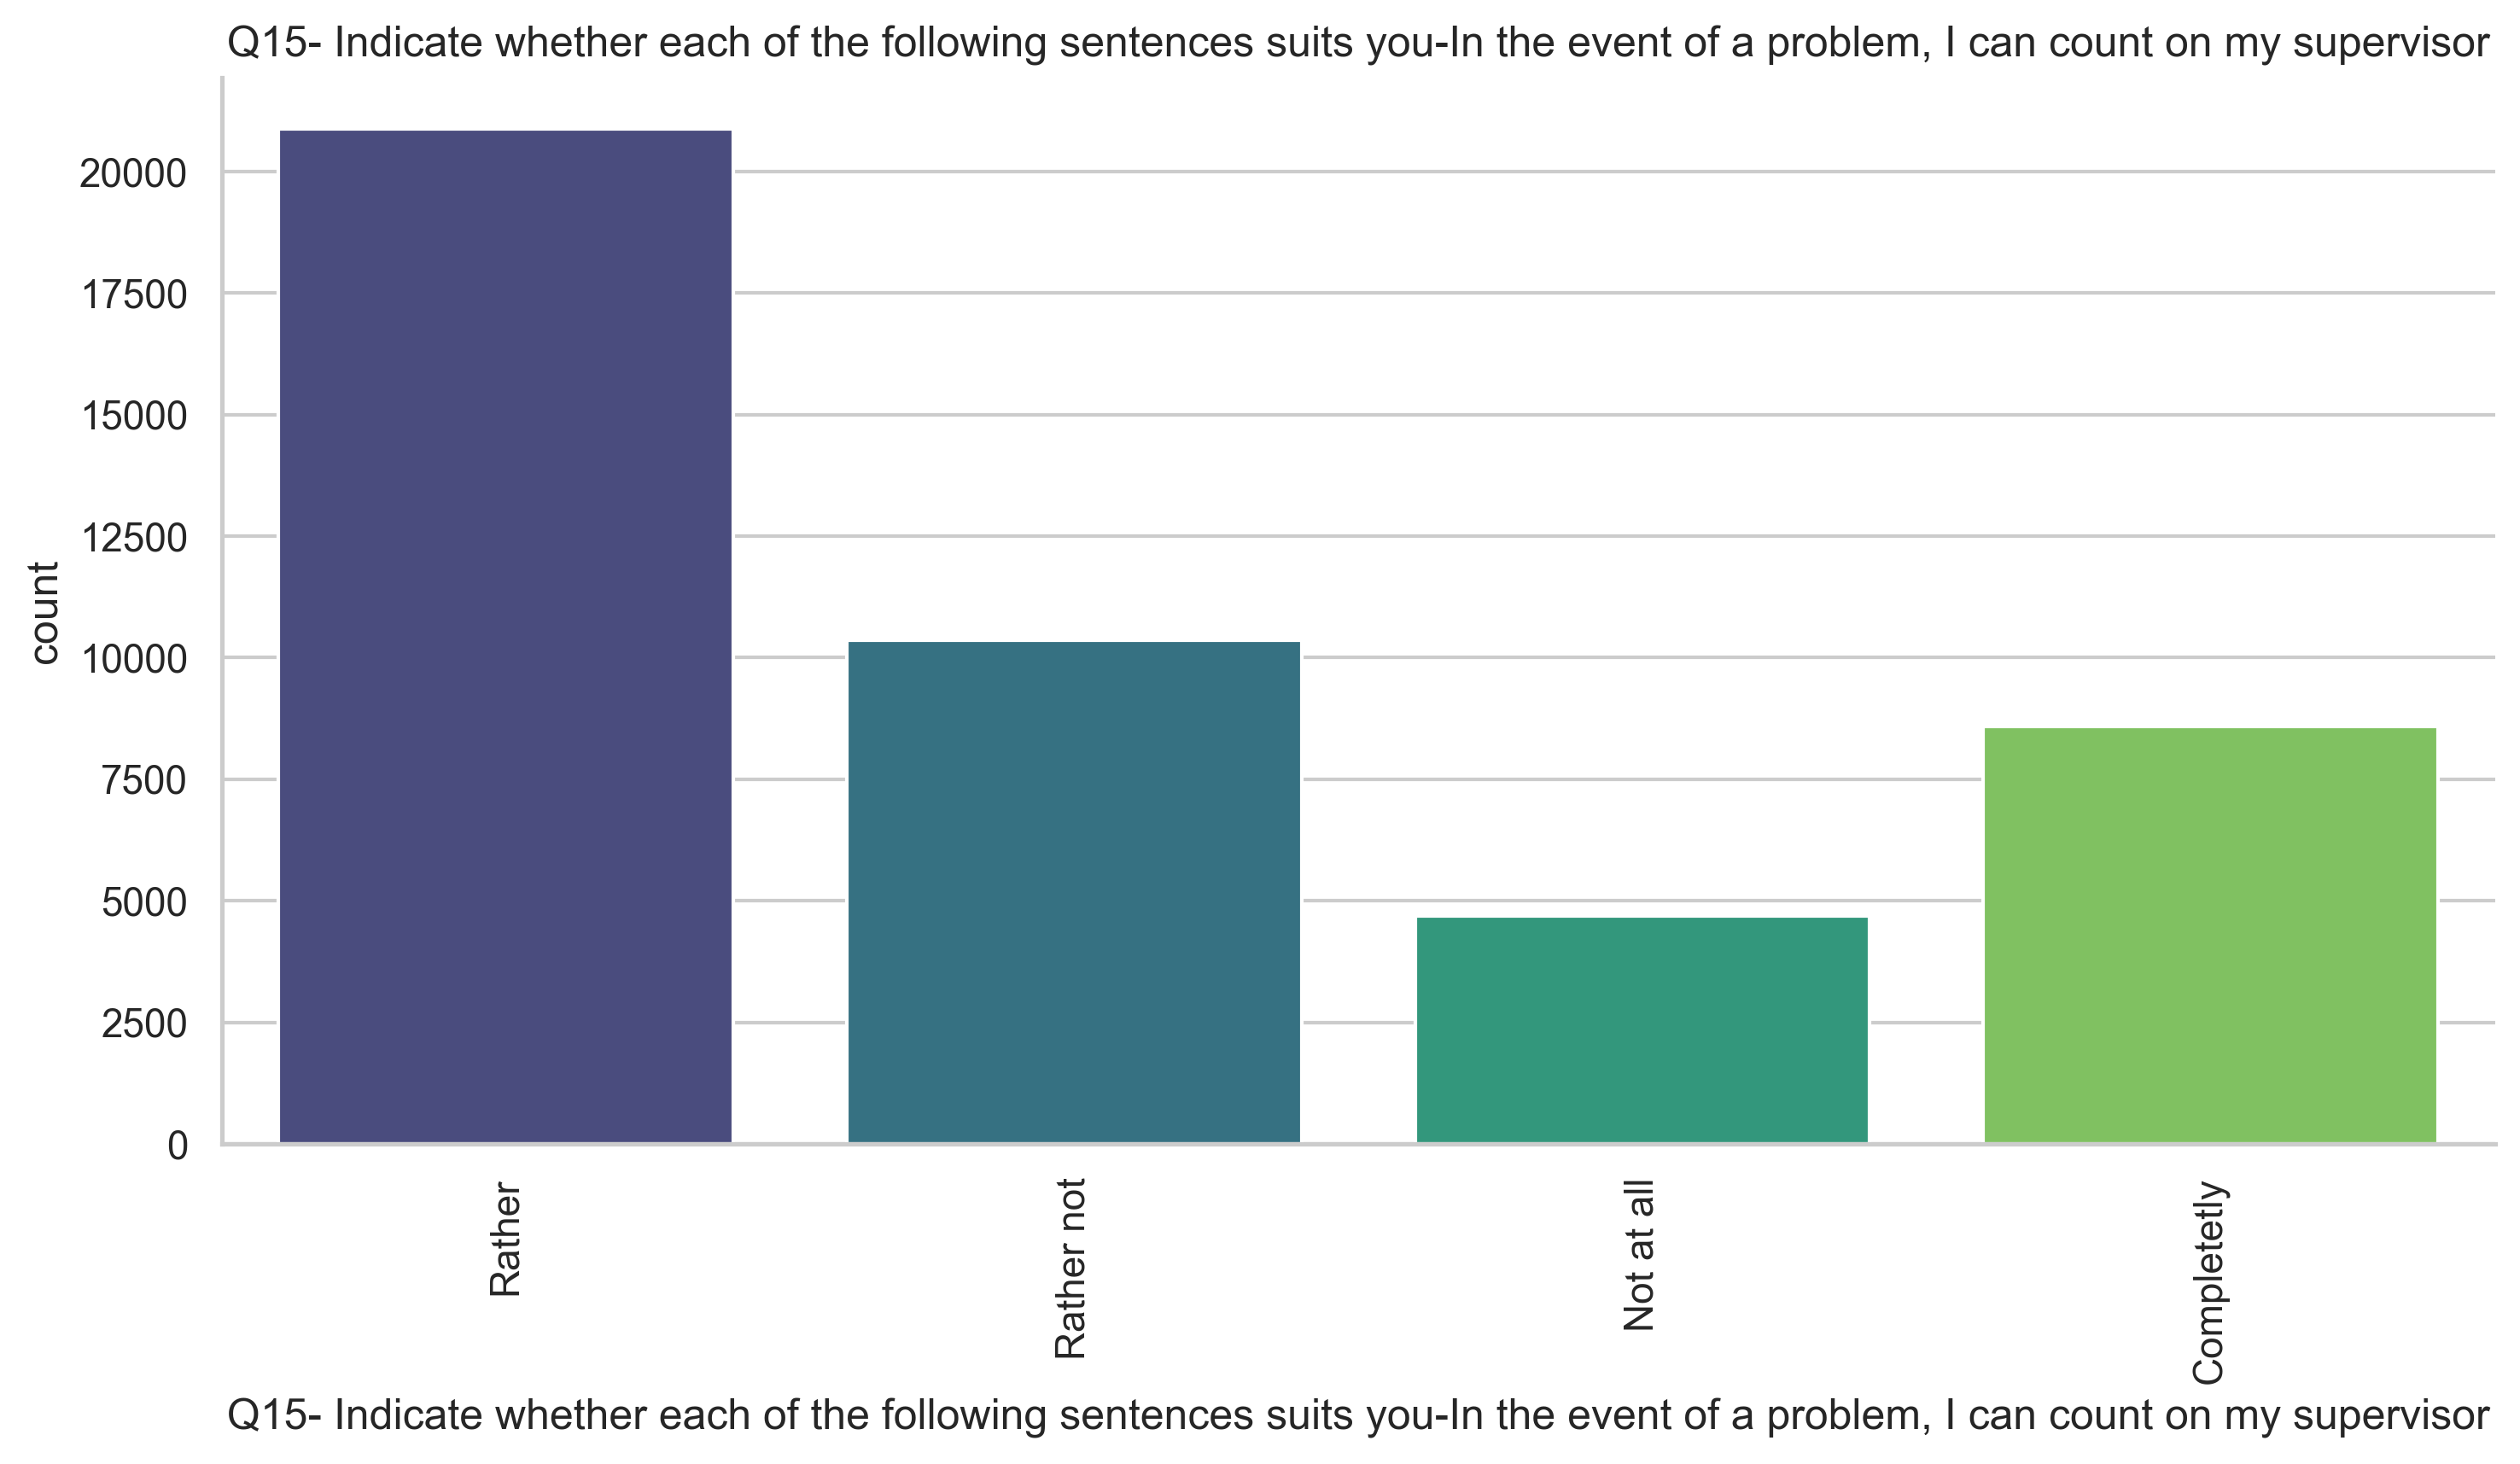 Q15- Indicate whether each of the following sentences suits you-In the event of a problem, I can count on my supervisor
20000
17500
15000
12500
10000
7500
5000
2500
0
count
Rather
Rather not
Not at all
Completetly
Q15- Indicate whether each of the following sentences suits you-In the event of a problem, I can count on my supervisor